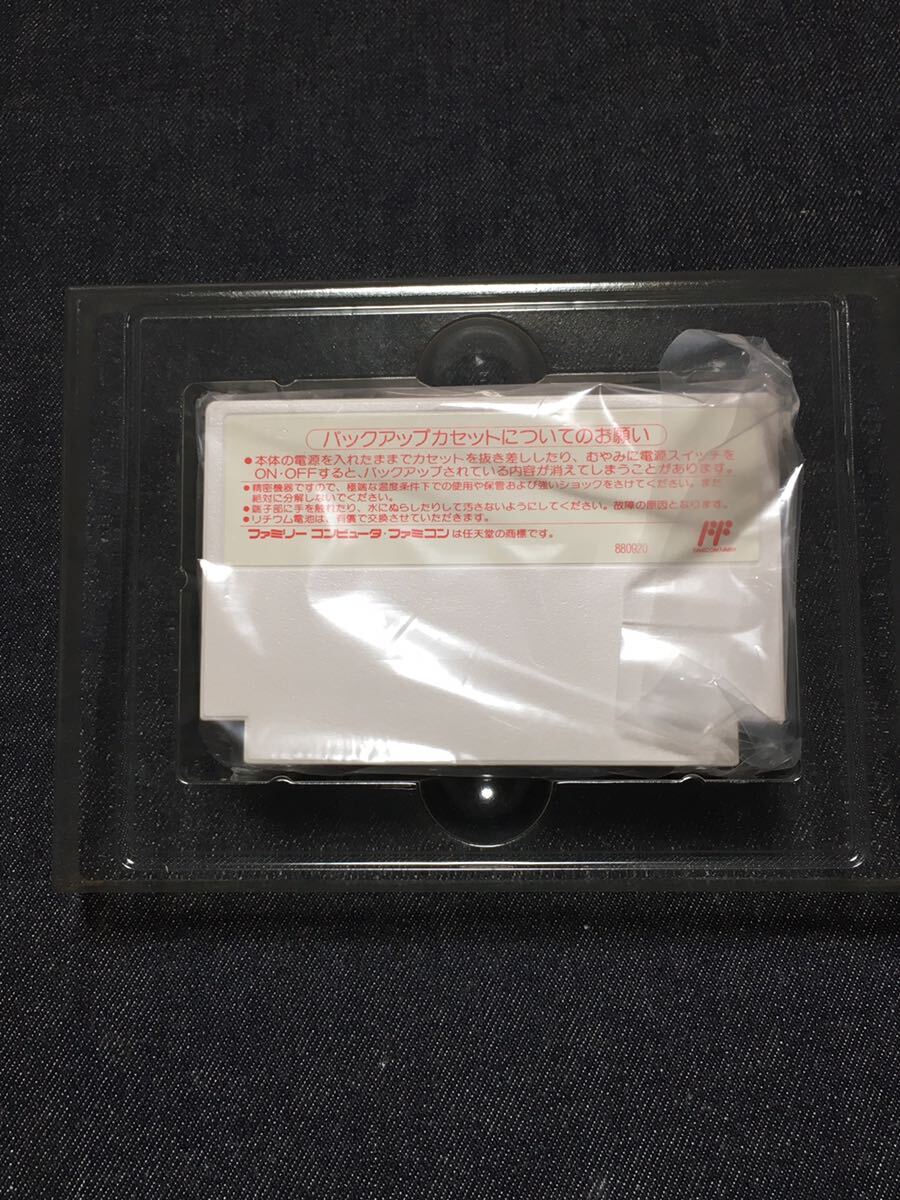 バックアップカセットについてのお願い
●本体の電源を入れたままでカセットを抜き差ししたり、むやみに電源スイッチを
ON・OFFすると、バックアップされている内容が消えてしまうことがあります。
●精密機器ですので、極端な温度条件下での使用や保管および強いショックをさけてください。また
絶対に分解しないでください。
●端子部に手を触れたり、水にぬらしたりして汚さないようにしてください。故障の原因となります。
●リチウム電池は、有償で交換させていただきます。
ファミリーコンピュータ・ファミコンは任天堂の商標です。
880920
FAMICOM FAMILY